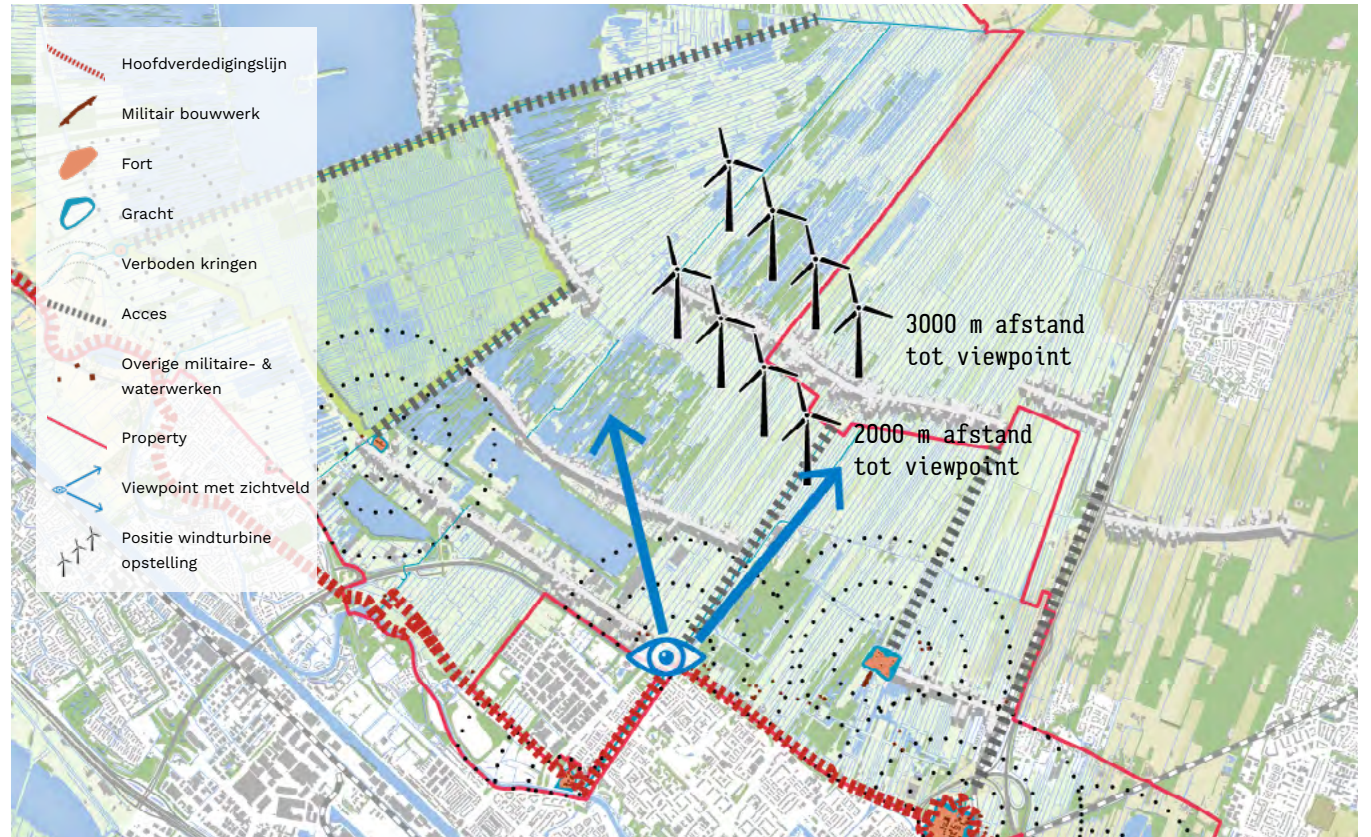 Hoofdverdedigingslijn
Militair bouwwerk
Fort
Gracht
Verboden kringen
Acces
Overige militaire- &
waterwerken
Property
Viewpoint met zichtveld
Positie windturbine
opstelling
3000 m afstand
tot viewpoint
2000 m afstand
tot viewpoint